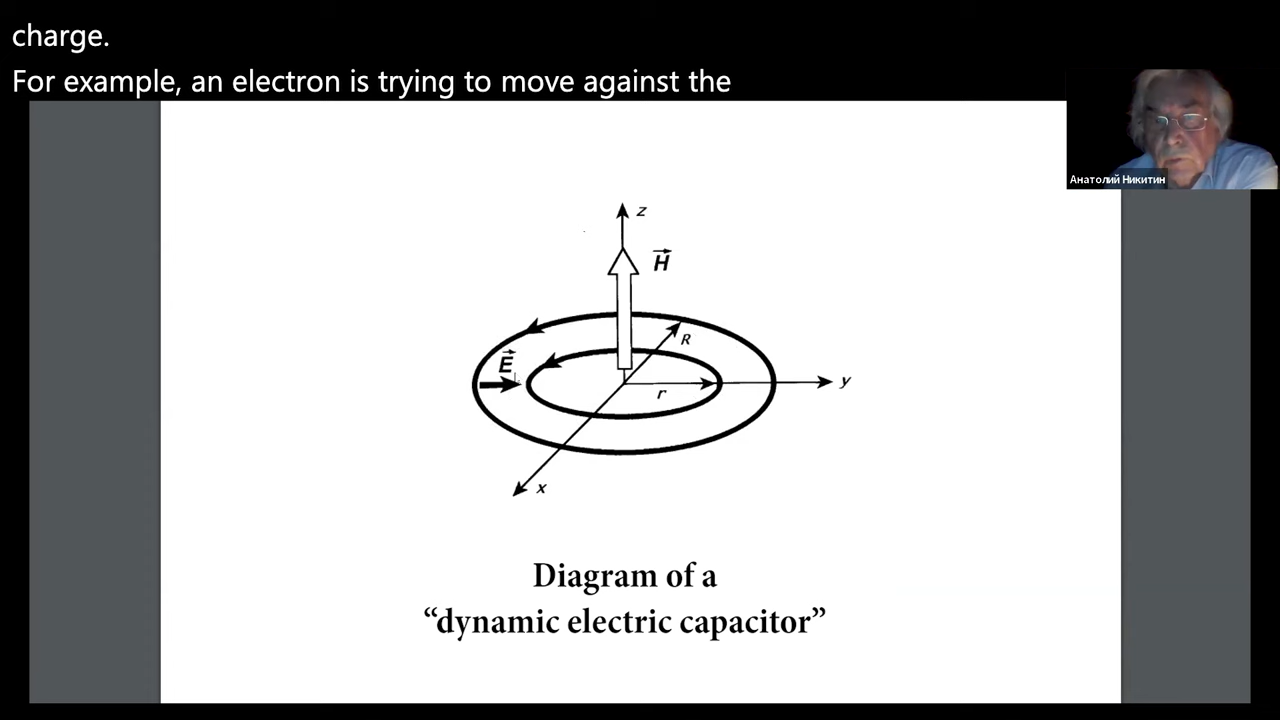 charge.
For example, an electron is trying to move against the
Анатолий Никитин
z
H
R
E
r
y
x
Diagram of a
“dynamic electric capacitor”